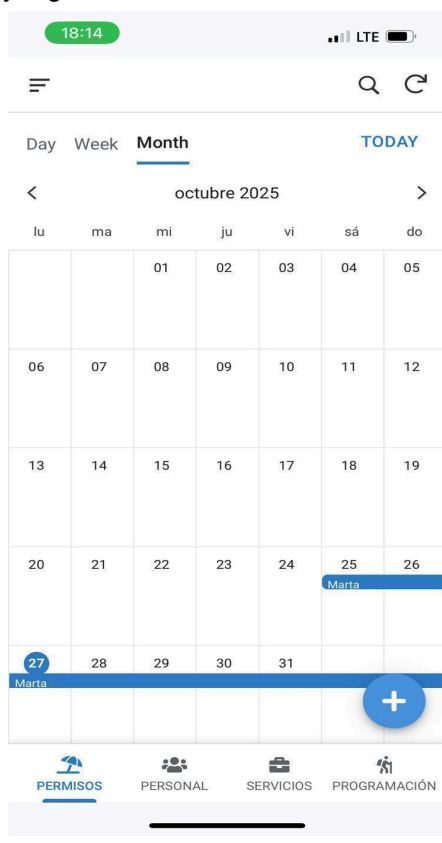 18:14 LTE
Day Week Month TODAY
< octubre 2025 >
lu ma mi ju vi sá do
01 02 03 04 05
06 07 08 09 10 11 12
13 14 15 16 17 18 19
20 21 22 23 24 25 26
Marta
27 28 29 30 31
Marta
+
PERMISOS PERSONAL SERVICIOS PROGRAMACIÓN